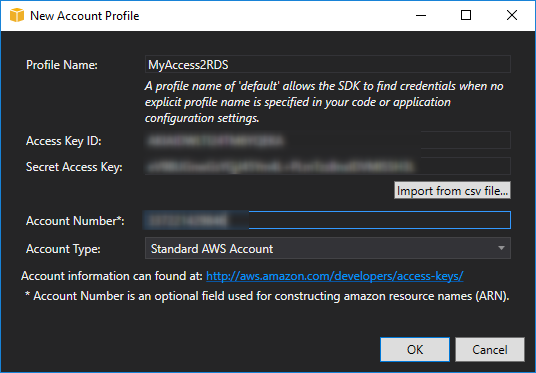 New Account Profile
Profile Name: MyAccess2RDS
A profile name of 'default' allows the SDK to find credentials when no
explicit profile name is specified in your code or application
configuration settings.
Access Key ID:
Secret Access Key:
Import from csv file...
Account Number*:
Account Type: Standard AWS Account
Account information can found at: http://aws.amazon.com/developers/access-keys/
* Account Number is an optional field used for constructing amazon resource names (ARN).
OK Cancel